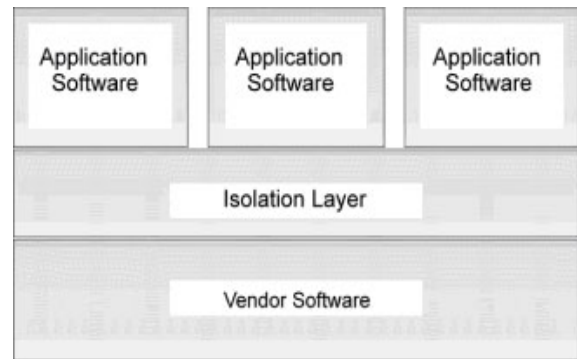 Application
Software
Application
Software
Application
Software
Isolation Layer
Vendor Software